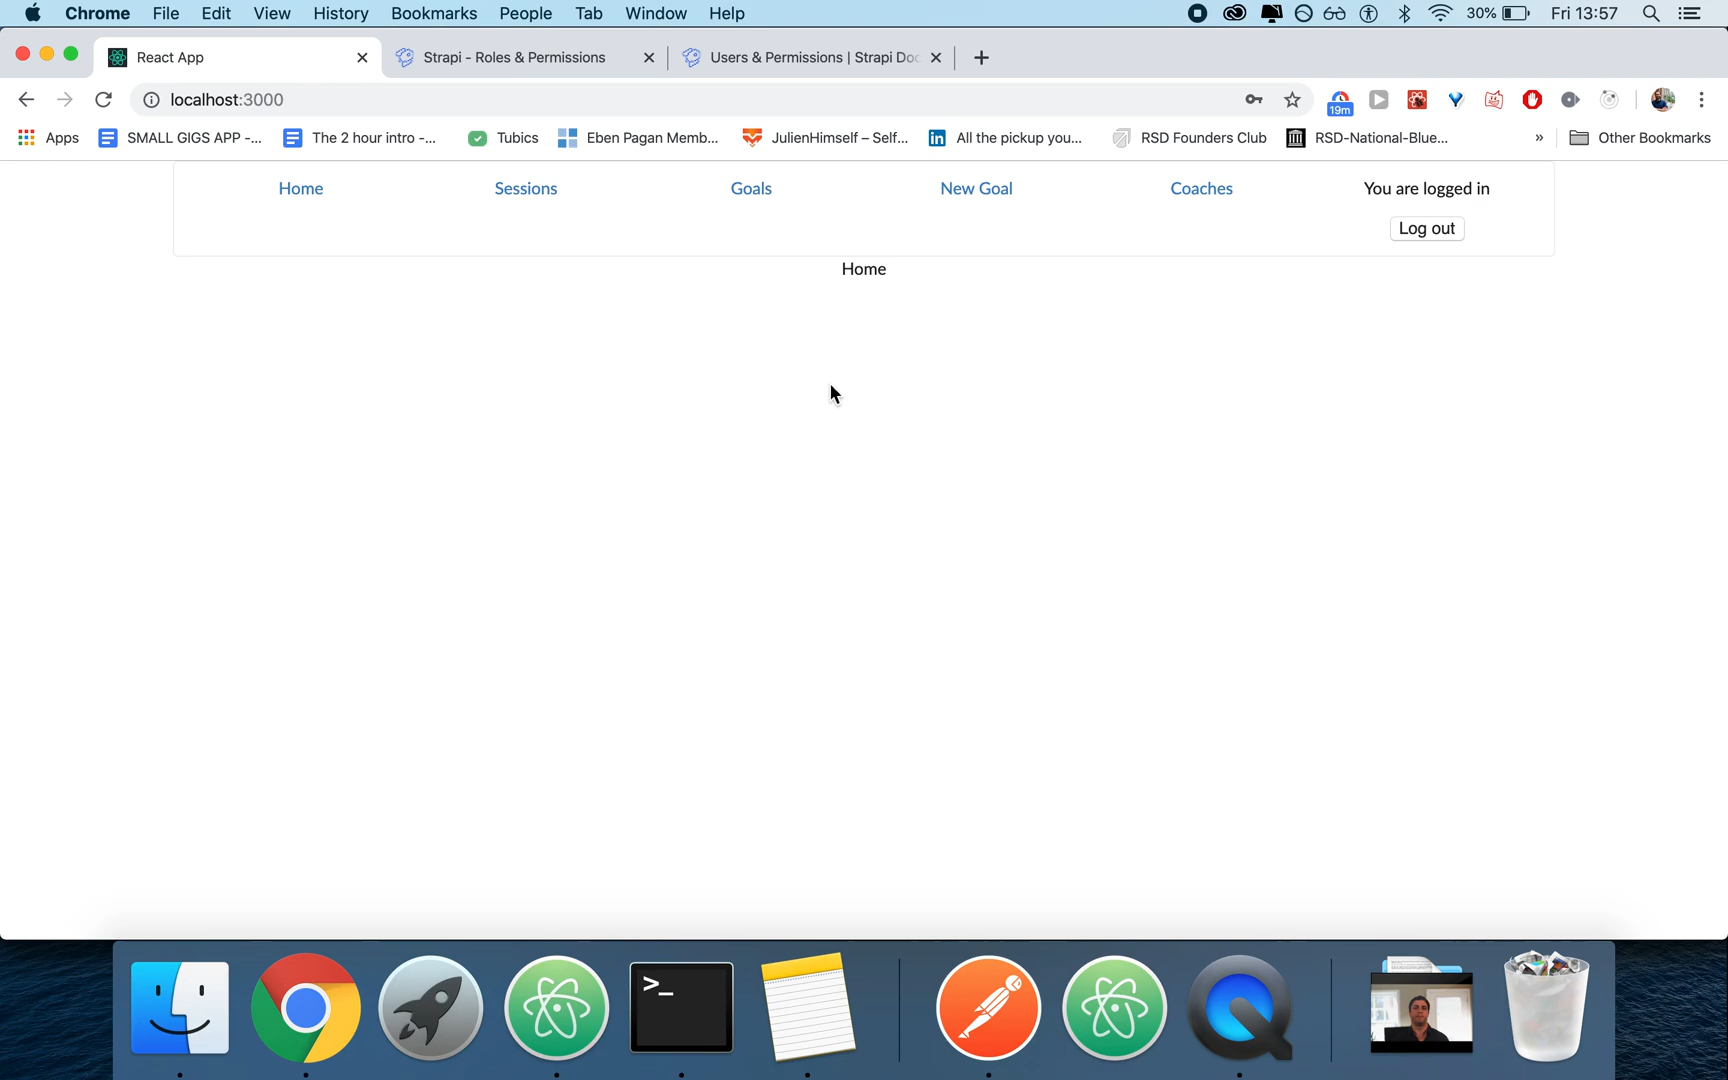 Chrome File Edit View History Bookmarks People Tab Window Help 30% Fri 13:57
React App Strapi - Roles & Permissions Users & Permissions | Strapi Doc
localhost:3000 19m
Apps SMALL GIGS APP -... The 2 hour intro -... Tubics Eben Pagan Memb... JulienHimself – Self... All the pickup you... RSD Founders Club RSD-National-Blue... » Other Bookmarks
Home Sessions Goals New Goal Coaches You are logged in
Log out
Home
>_